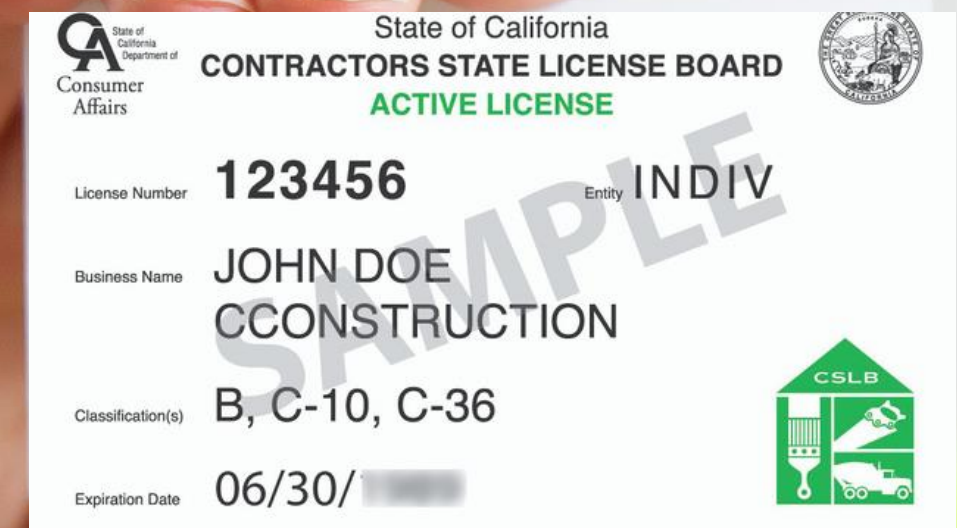 State of
California
Department of
Consumer
Affairs
State of California
CONTRACTORS STATE LICENSE BOARD
ACTIVE LICENSE
License Number 123456 Entity INDIV
Business Name JOHN DOE
CCONSTRUCTION
Classification(s) B, C-10, C-36
Expiration Date 06/30/
SAMPLE
CSLB